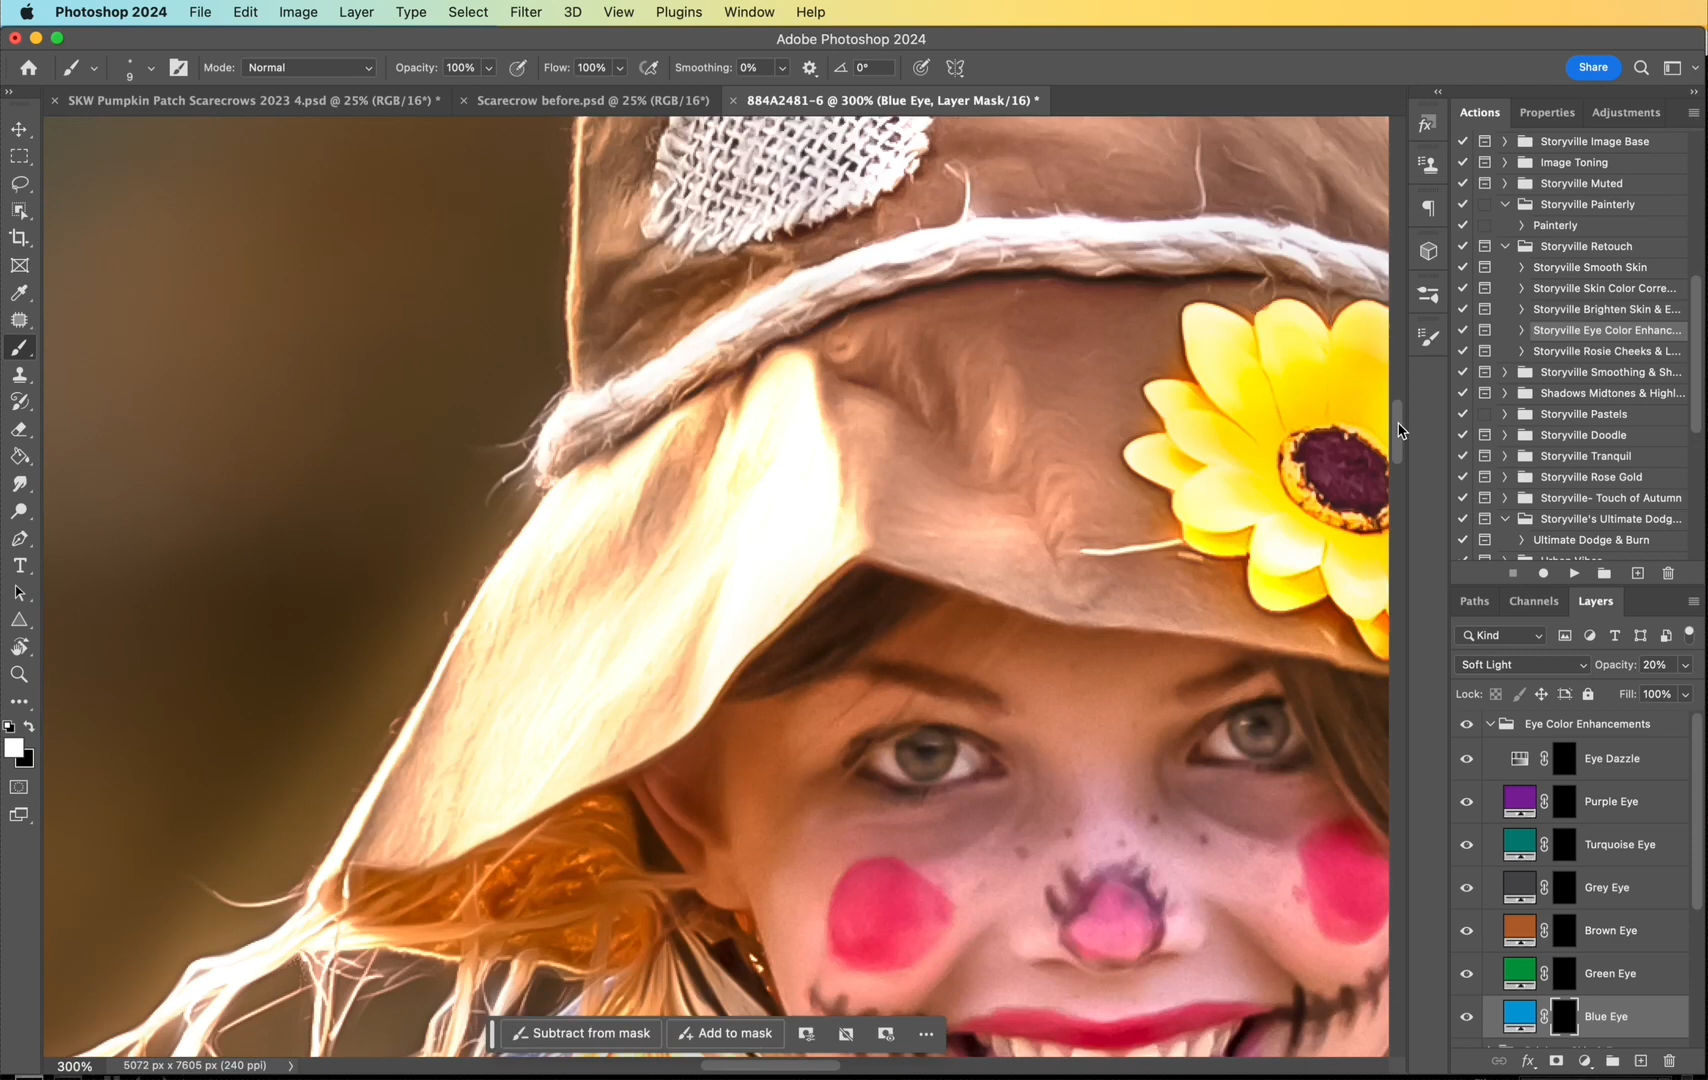 Photoshop 2024 File Edit Image Layer Type Select Filter 3D View Plugins Window Help
Adobe Photoshop 2024
9 Mode: Normal Opacity: 100% Flow: 100% Smoothing: 0% 0° Share
SKW Pumpkin Patch Scarecrows 2023 4.psd @ 25% (RGB/16*) * Scarecrow before.psd @ 25% (RGB/16*) 884A2481-6 @ 300% (Blue Eye, Layer Mask/16) *
Actions Properties Adjustments
Storyville Image Base
Image Toning
Storyville Muted
Storyville Painterly
Painterly
Storyville Retouch
Storyville Smooth Skin
Storyville Skin Color Corre...
Storyville Brighten Skin & E...
Storyville Eye Color Enhanc...
Storyville Rosie Cheeks & L...
Storyville Smoothing & Sh...
Shadows Midtones & Highl...
Storyville Pastels
Storyville Doodle
Storyville Tranquil
Storyville Rose Gold
Storyville- Touch of Autumn
Storyville's Ultimate Dodg...
Ultimate Dodge & Burn
Paths Channels Layers
Kind
Soft Light Opacity: 20%
Lock: Fill: 100%
Eye Color Enhancements
Eye Dazzle
Purple Eye
Turquoise Eye
Grey Eye
Brown Eye
Green Eye
Blue Eye
Subtract from mask Add to mask
300% 5072 px x 7605 px (240 ppi)